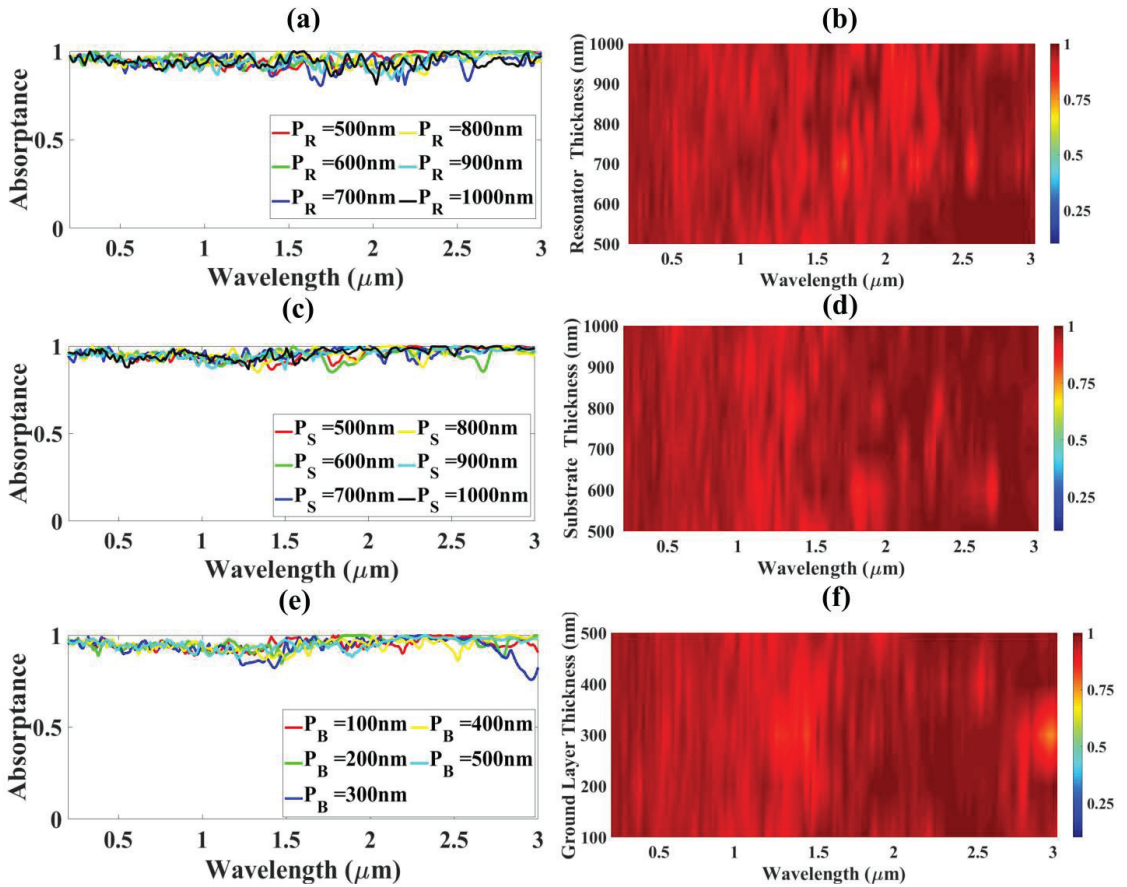 (a)
Absorptance
1
0.5
0
P_R =500nm P_R =800nm
P_R =600nm P_R =900nm
P_R =700nm P_R =1000nm
0.5 1 1.5 2 2.5 3
Wavelength (μm)
(b)
Resonator Thickness (nm)
1000
900
800
700
600
500
0.5 1 1.5 2 2.5 3
Wavelength (μm)
1
0.75
0.5
0.25
(c)
Absorptance
1
0.5
0
P_S =500nm P_S =800nm
P_S =600nm P_S =900nm
P_S =700nm P_S =1000nm
0.5 1 1.5 2 2.5 3
Wavelength (μm)
(d)
Substrate Thickness (nm)
1000
900
800
700
600
500
0.5 1 1.5 2 2.5 3
Wavelength (μm)
1
0.75
0.5
0.25
(e)
Absorptance
1
0.5
0
P_B =100nm P_B =400nm
P_B =200nm P_B =500nm
P_B =300nm
0.5 1 1.5 2 2.5 3
Wavelength (μm)
(f)
Ground Layer Thickness (nm)
500
400
300
200
100
0.5 1 1.5 2 2.5 3
Wavelength (μm)
1
0.75
0.5
0.25